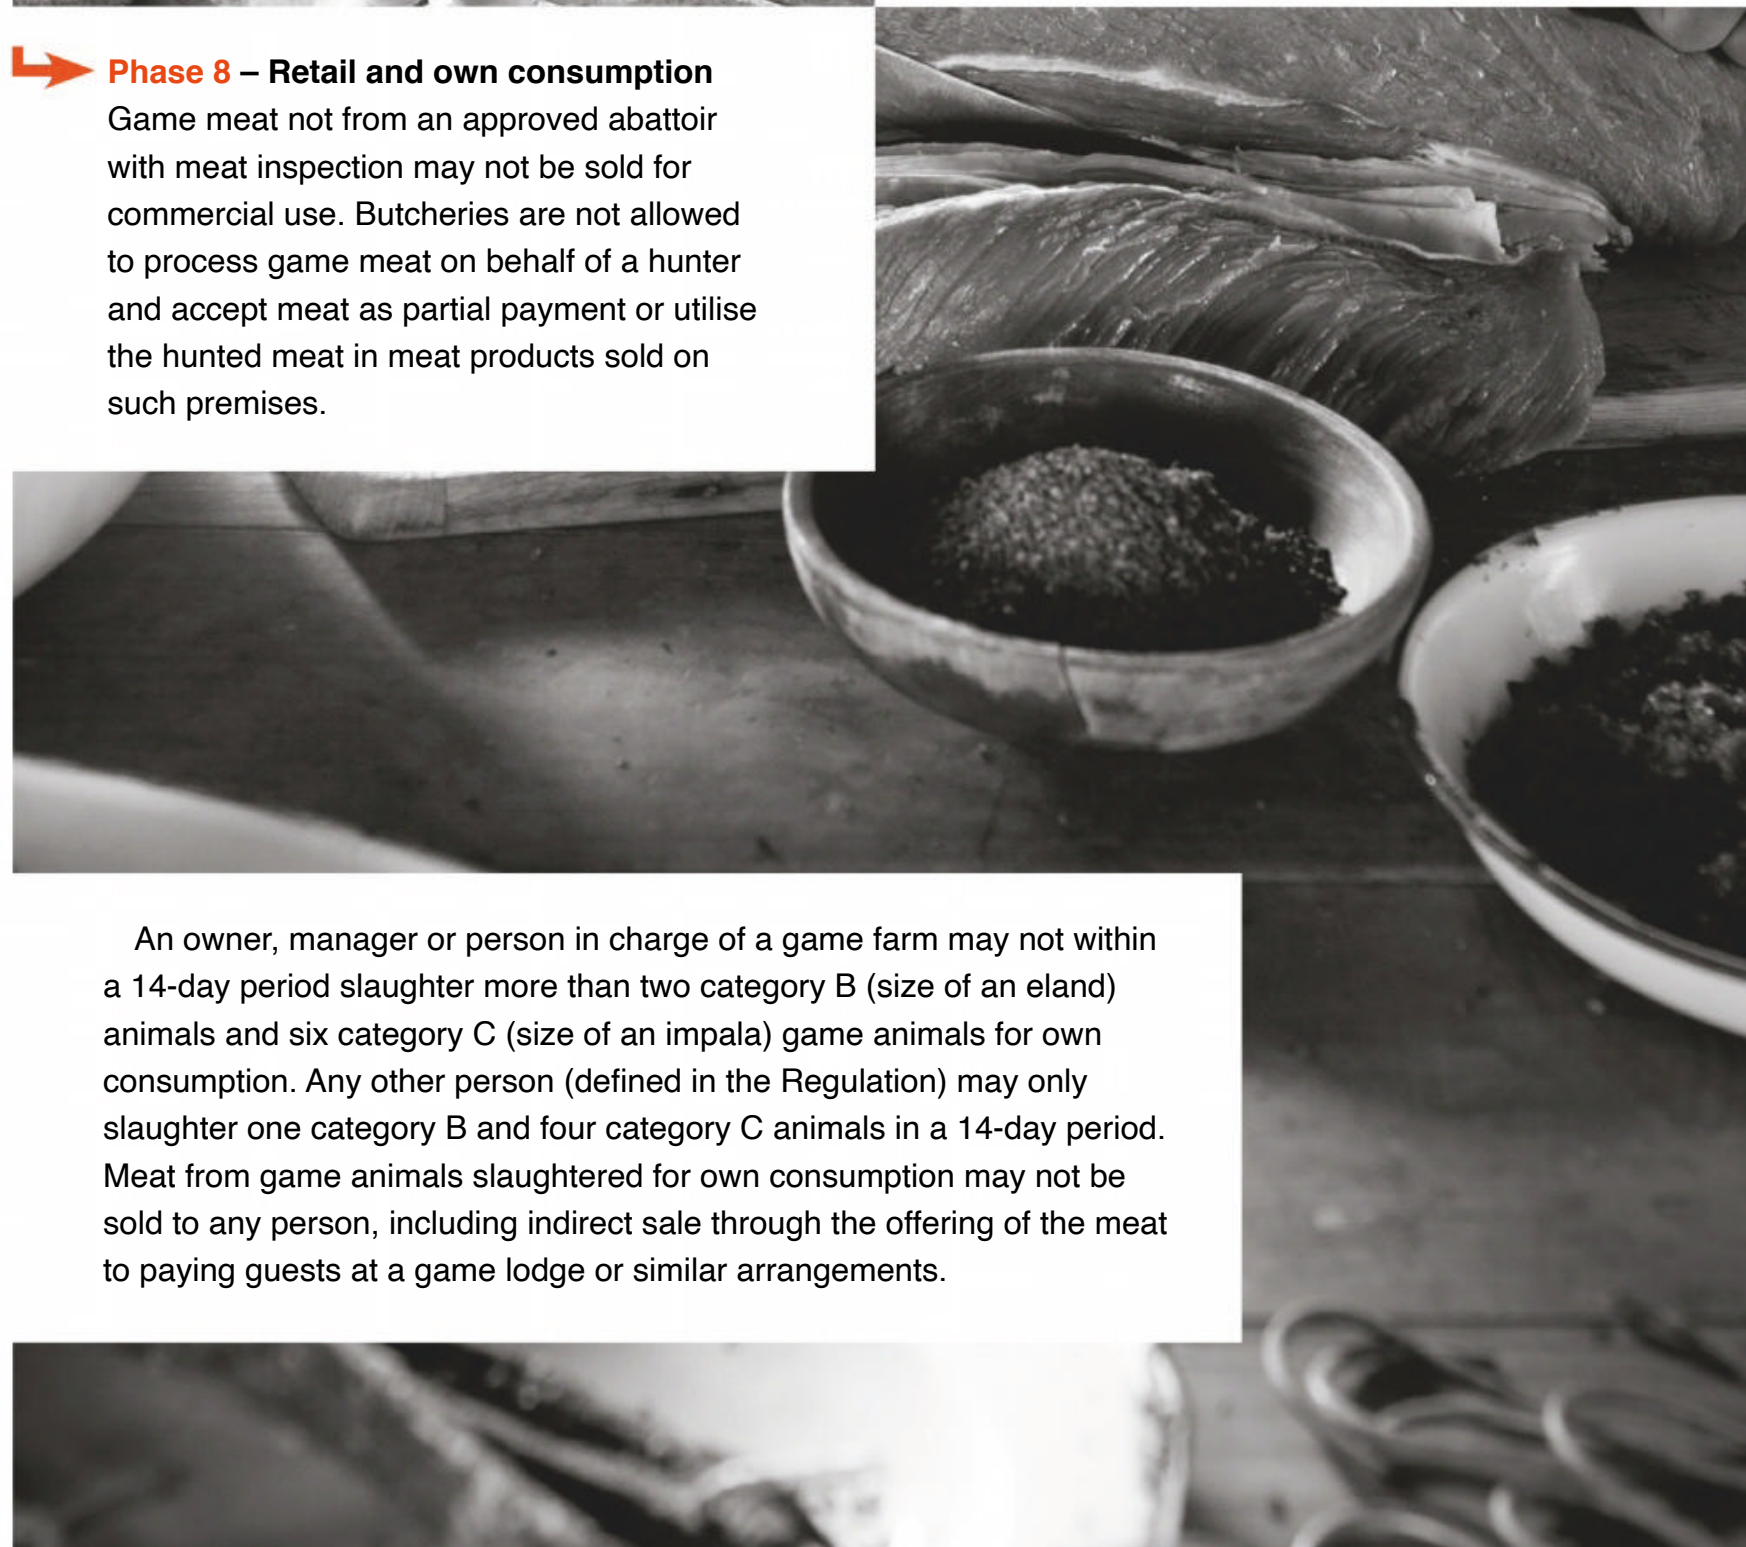 Phase 8 – Retail and own consumption
Game meat not from an approved abattoir
with meat inspection may not be sold for
commercial use. Butcheries are not allowed
to process game meat on behalf of a hunter
and accept meat as partial payment or utilise
the hunted meat in meat products sold on
such premises.
An owner, manager or person in charge of a game farm may not within
a 14-day period slaughter more than two category B (size of an eland)
animals and six category C (size of an impala) game animals for own
consumption. Any other person (defined in the Regulation) may only
slaughter one category B and four category C animals in a 14-day period.
Meat from game animals slaughtered for own consumption may not be
sold to any person, including indirect sale through the offering of the meat
to paying guests at a game lodge or similar arrangements.